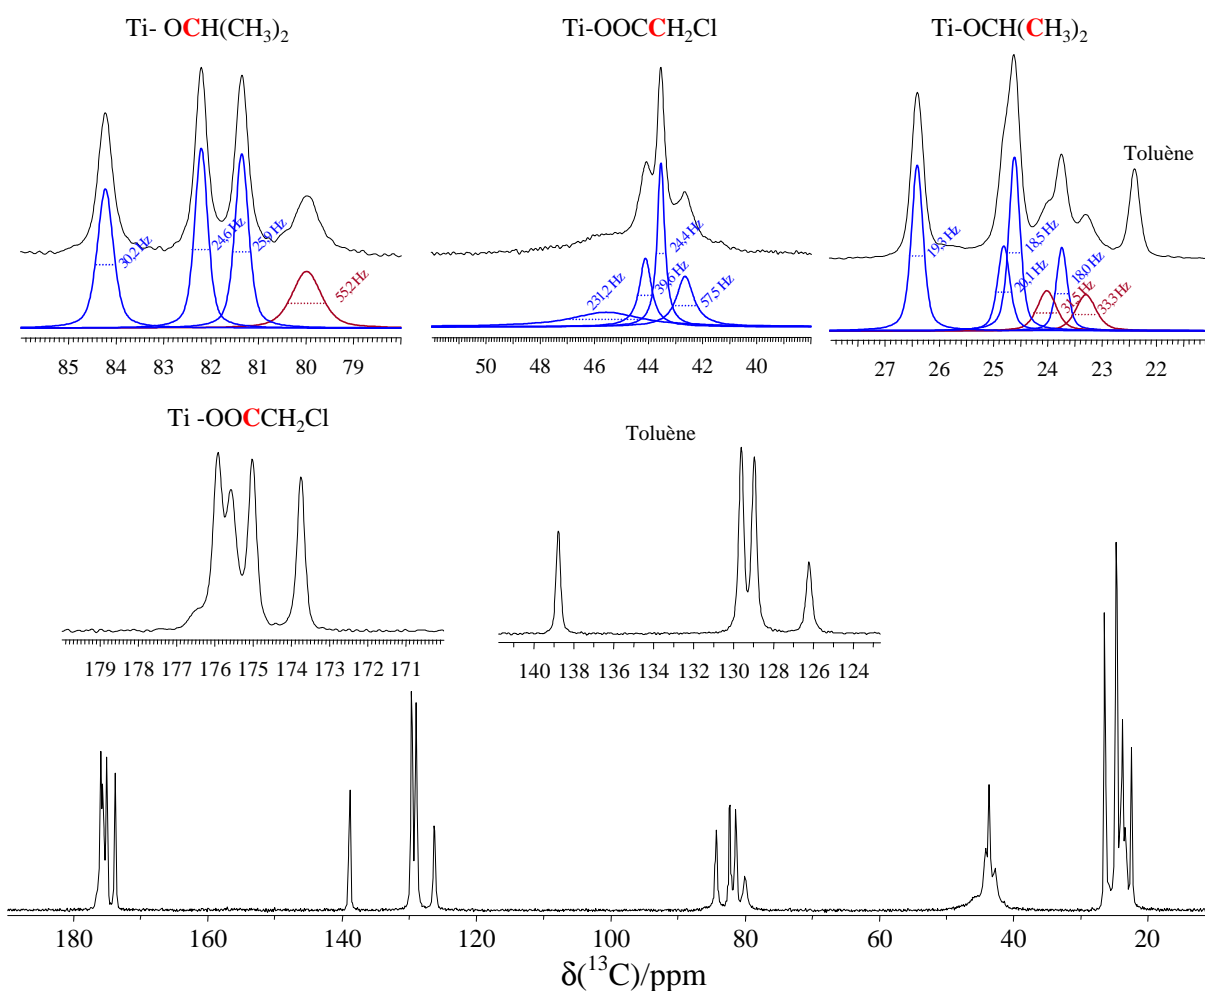 Ti- OCH(CH₃)₂
Ti-OOCCH₂Cl
Ti-OCH(CH₃)₂
30,2 Hz
24,6 Hz
25,9 Hz
55,2 Hz
231,2 Hz
39,6 Hz
24,4 Hz
57,5 Hz
Toluène
19,3 Hz
20,1 Hz
18,5 Hz
31,5 Hz
18,0 Hz
33,3 Hz
85 84 83 82 81 80 79
50 48 46 44 42 40
27 26 25 24 23 22
Ti -OOCCH₂Cl
Toluène
179 178 177 176 175 174 173 172 171
140 138 136 134 132 130 128 126 124
180 160 140 120 100 80 60 40 20
δ(¹³C)/ppm